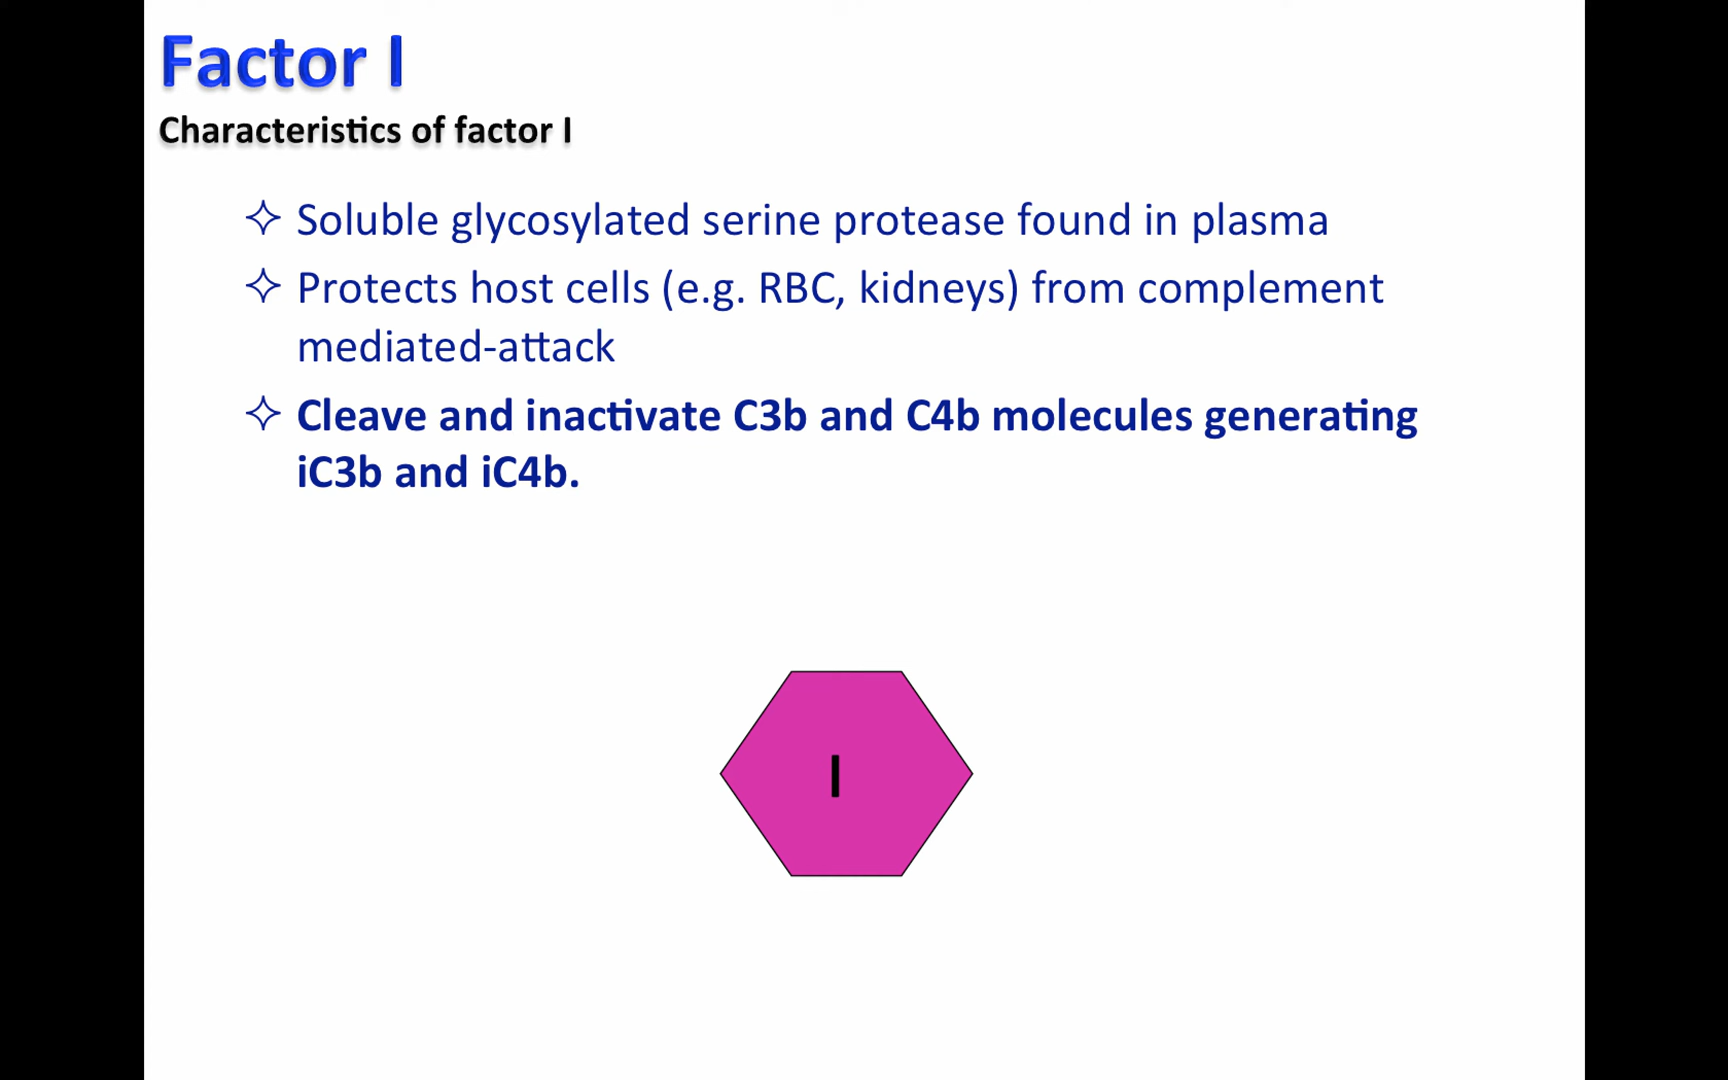 Factor I
Characteristics of factor I
Soluble glycosylated serine protease found in plasma
Protects host cells (e.g. RBC, kidneys) from complement
mediated-attack
Cleave and inactivate C3b and C4b molecules generating
iC3b and iC4b.
I